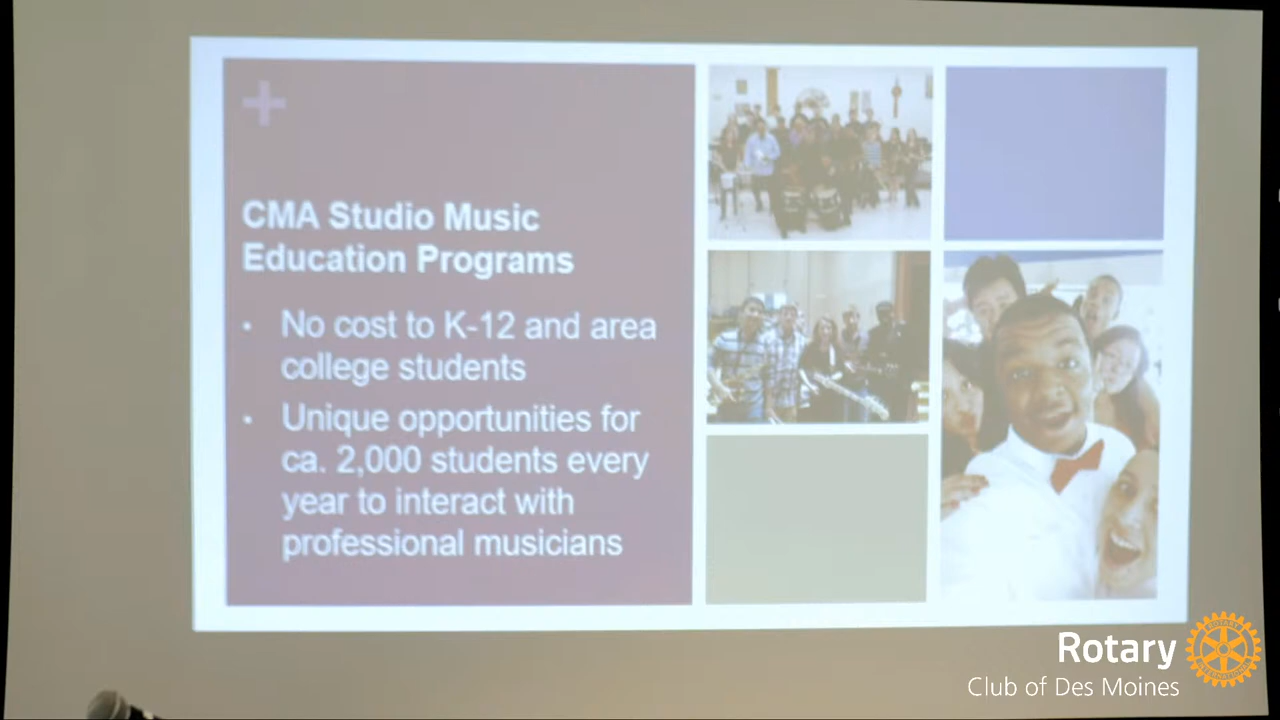 CMA Studio Music
Education Programs
• No cost to K-12 and area
college students
• Unique opportunities for
ca. 2,000 students every
year to interact with
professional musicians
Rotary
Club of Des Moines